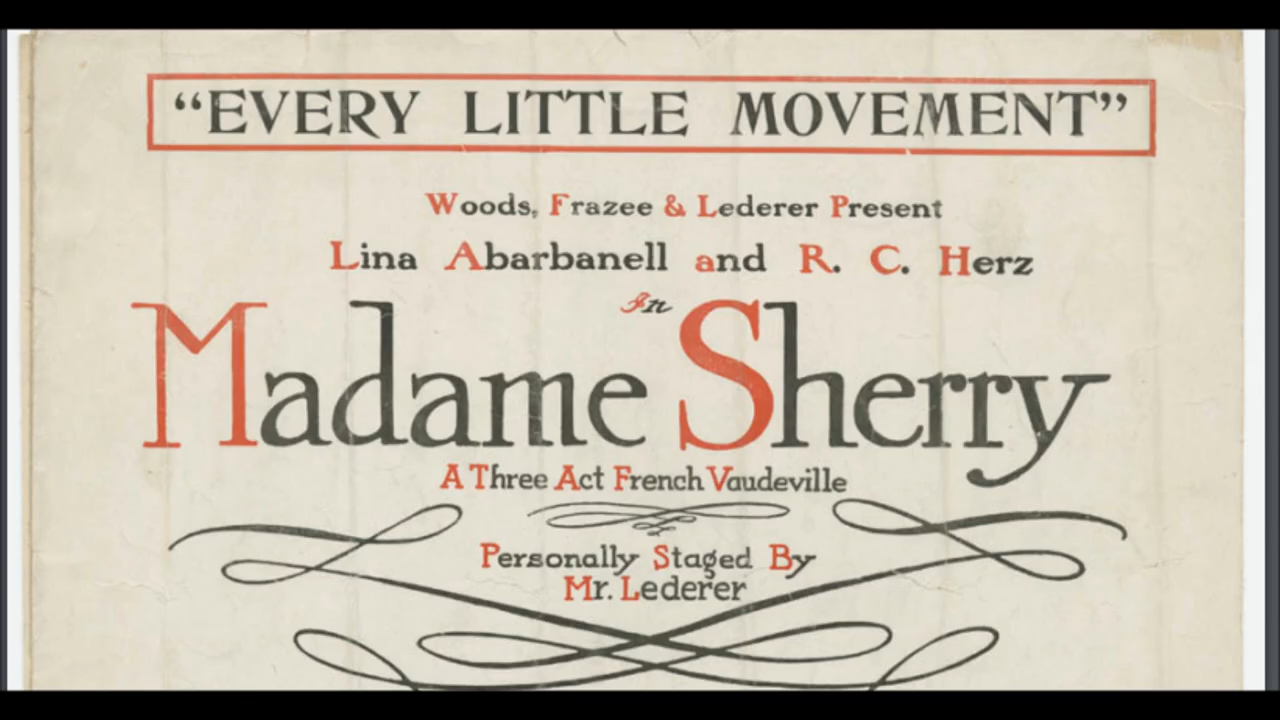 “EVERY LITTLE MOVEMENT”
Woods, Frazee & Lederer Present
Lina Abarbanell and R. C. Herz
In
Madame Sherry
A Three Act French Vaudeville
Personally Staged By
Mr. Lederer